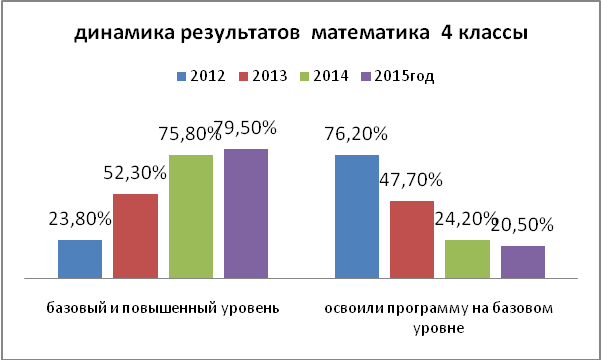 динамика результатов математика 4 классы
2012 2013 2014 2015год
23,80% 52,30% 75,80% 79,50% 76,20% 47,70% 24,20% 20,50%
базовый и повышенный уровень
освоили программу на базовом
уровне